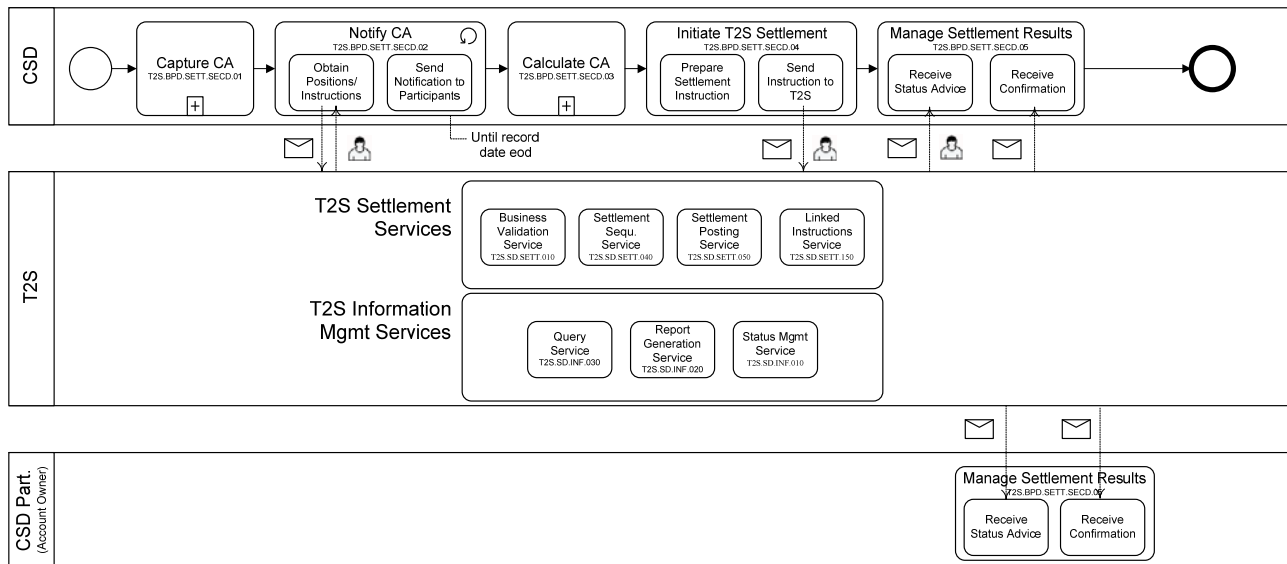 CSD
Capture CA
T2S.BPD.SETT.SECD.01
Notify CA
T2S.BPD.SETT.SECD.02
Obtain
Positions/
Instructions
Send
Notification to
Participants
Calculate CA
T2S.BPD.SETT.SECD.03
Initiate T2S Settlement
T2S.BPD.SETT.SECD.04
Prepare
Settlement
Instruction
Send
Instruction to
T2S
Manage Settlement Results
T2S.BPD.SETT.SECD.05
Receive
Status Advice
Receive
Confirmation
Until record
date eod
T2S
T2S Settlement
Services
Business
Validation
Service
T2S.SD.SETT.010
Settlement
Sequ.
Service
T2S.SD.SETT.040
Settlement
Posting
Service
T2S.SD.SETT.050
Linked
Instructions
Service
T2S.SD.SETT.150
T2S Information
Mgmt Services
Query
Service
T2S.SD.INF.030
Report
Generation
Service
T2S.SD.INF.020
Status Mgmt
Service
T2S.SD.INF.010
CSD Part.
(Account Owner)
Manage Settlement Results
Receive
Status Advice
Receive
Confirmation